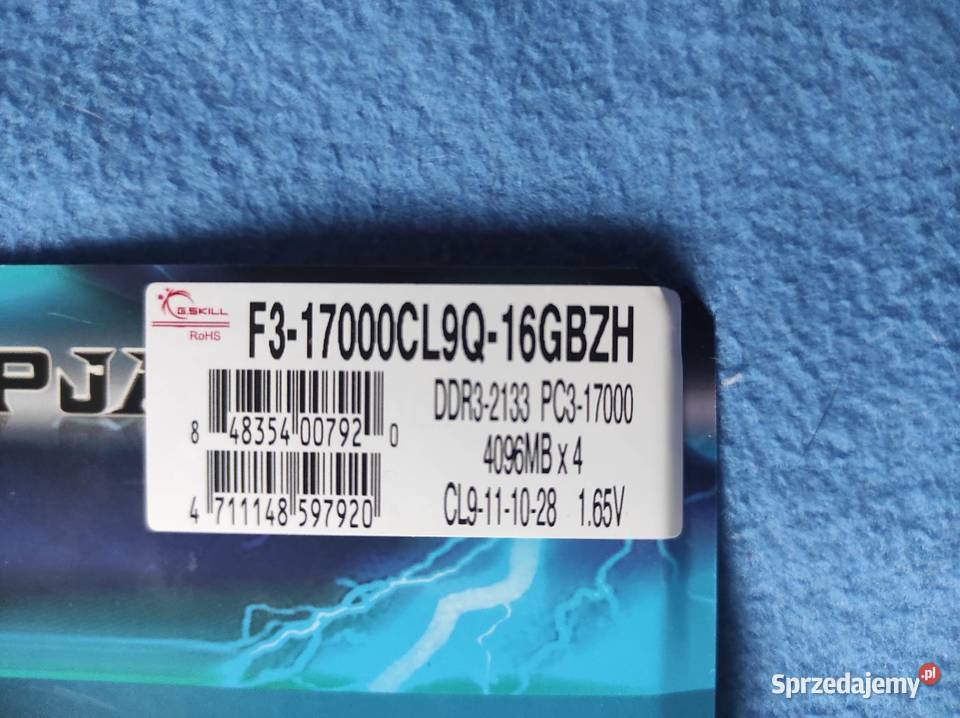 G.SKILL
RoHS
F3-17000CL9Q-16GBZH
DDR3-2133 PC3-17000
4096MB x 4
CL9-11-10-28 1.65V
8 48354 00792 0
4 711148 597920
PJ
Sprzedajemy.pl